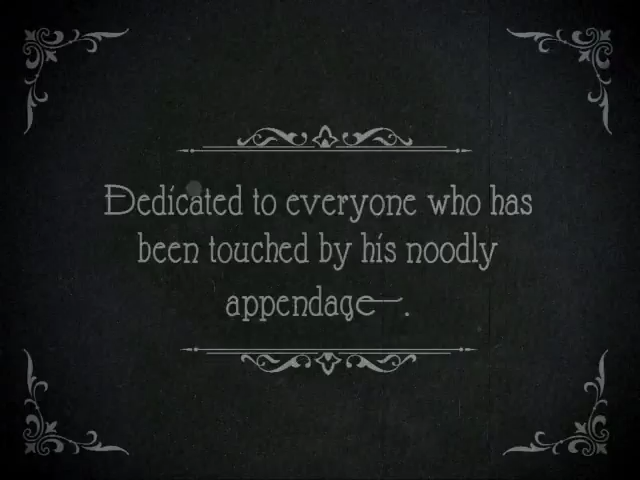 Dedicated to everyone who has
been touched by his noodly
appendage.